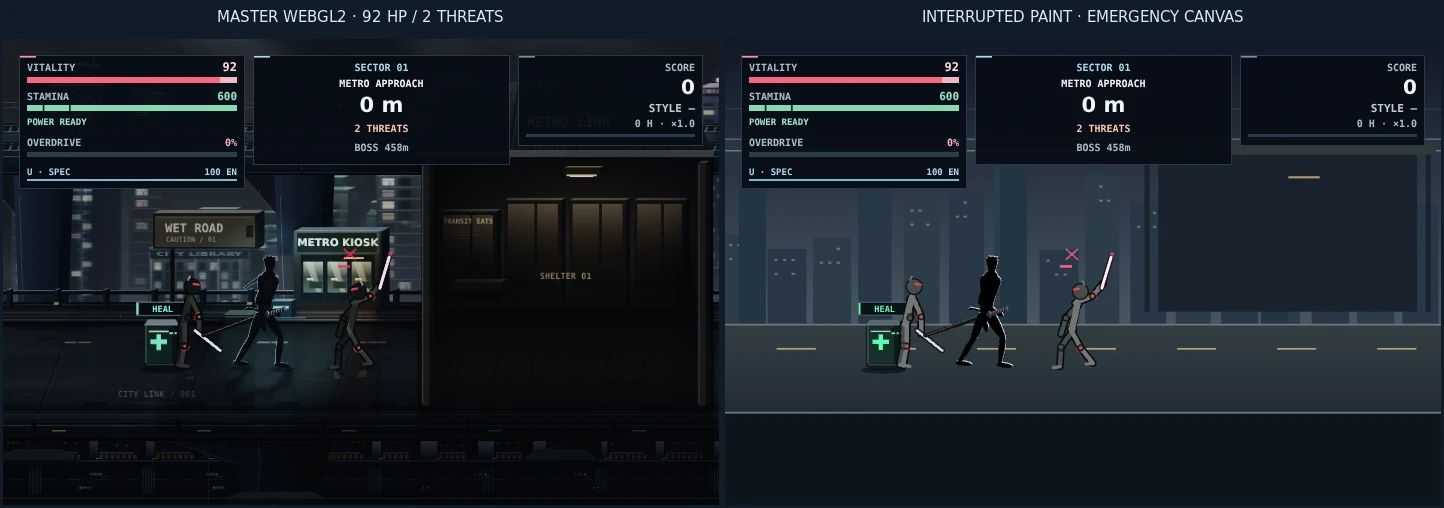 MASTER WEBGL2 · 92 HP / 2 THREATS
VITALITY 92
STAMINA 600
POWER READY
OVERDRIVE 0%
U · SPEC 100 EN
SECTOR 01
METRO APPROACH
0 m
2 THREATS
BOSS 458m
SCORE
0
STYLE —
0 H · ×1.0
METRO LINK
WET ROAD
CAUTION / 01
CITY LIBRARY
METRO KIOSK
TRANSIT EATS
SHELTER 01
HEAL
CITY LINK / 001
INTERRUPTED PAINT · EMERGENCY CANVAS
VITALITY 92
STAMINA 600
POWER READY
OVERDRIVE 0%
U · SPEC 100 EN
SECTOR 01
METRO APPROACH
0 m
2 THREATS
BOSS 458m
SCORE
0
STYLE —
0 H · ×1.0
HEAL